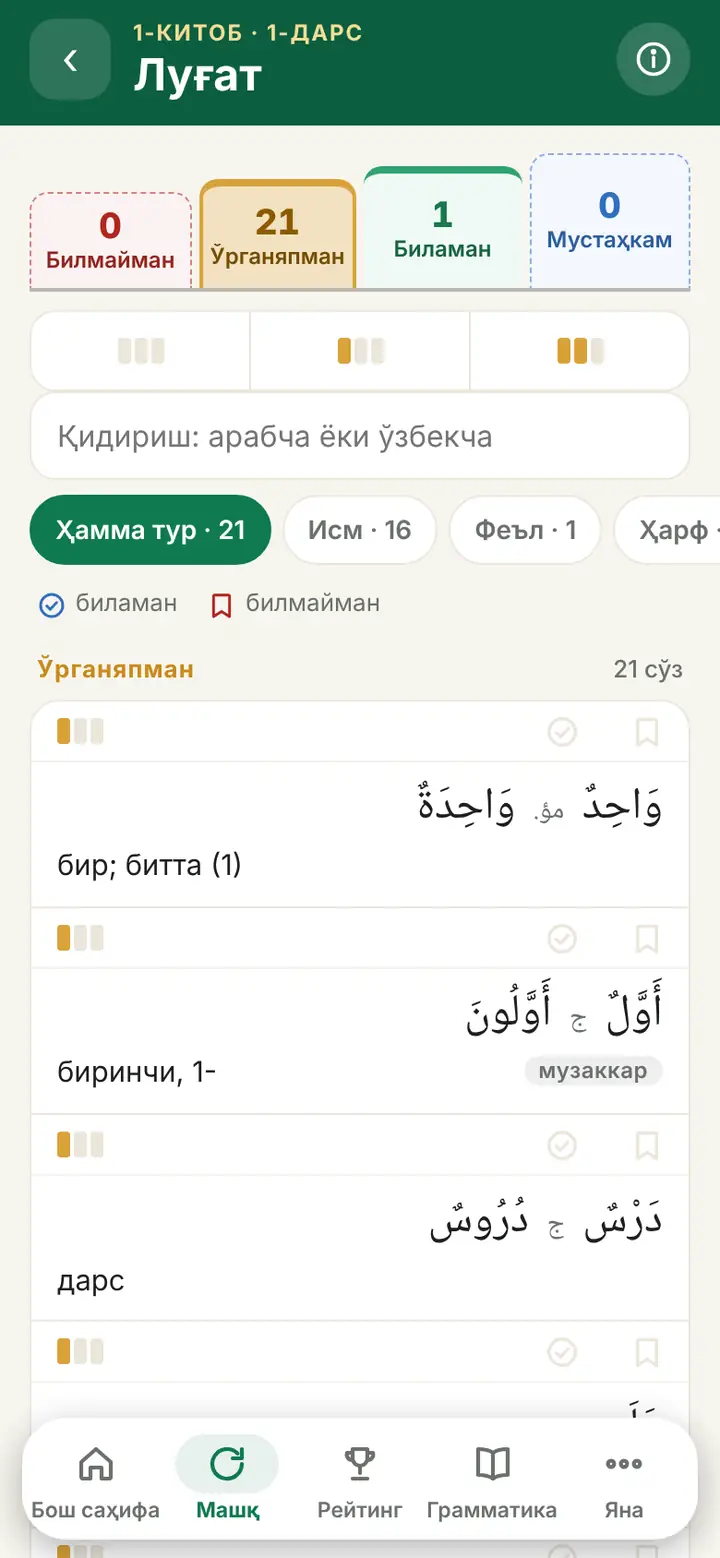 1-КИТОБ · 1-ДАРС
Луғат
0
Билмайман
21
Ўрганяпман
1
Биламан
0
Мустаҳкам
Қидириш: арабча ёки ўзбекча
Ҳамма тур · 21
Исм · 16
Феъл · 1
Ҳарф ·
биламан
билмайман
Ўрганяпман
21 сўз
وَاحِدٌ مؤ. وَاحِدَةٌ
бир; битта (1)
أَوَّلٌ ج أَوَّلُونَ
биринчи, 1-
музаккар
دَرْسٌ ج دُرُوسٌ
дарс
Бош саҳифа
Машқ
Рейтинг
Грамматика
Яна